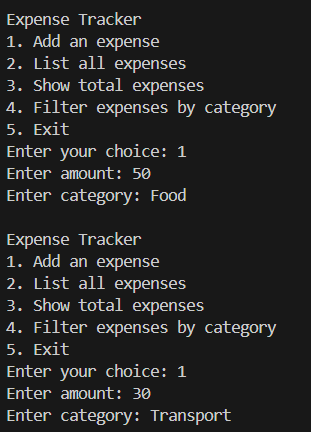 Expense Tracker
1. Add an expense
2. List all expenses
3. Show total expenses
4. Filter expenses by category
5. Exit
Enter your choice: 1
Enter amount: 50
Enter category: Food

Expense Tracker
1. Add an expense
2. List all expenses
3. Show total expenses
4. Filter expenses by category
5. Exit
Enter your choice: 1
Enter amount: 30
Enter category: Transport